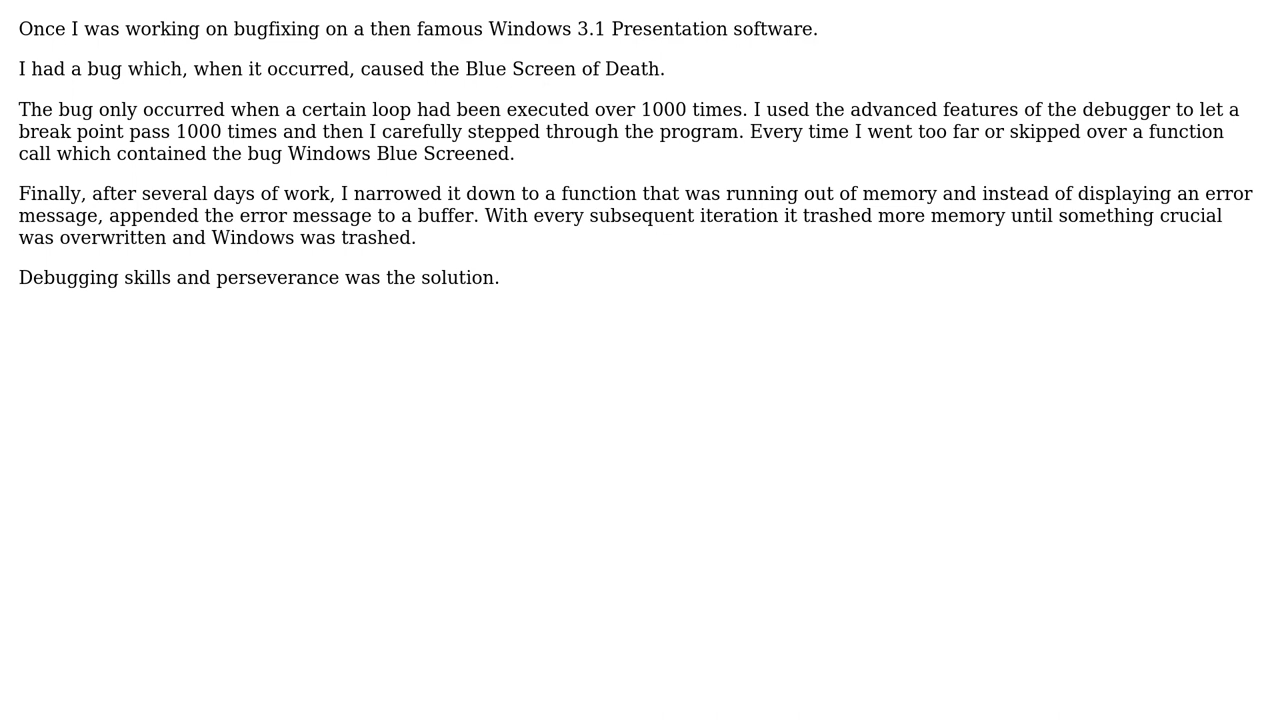 Once I was working on bugfixing on a then famous Windows 3.1 Presentation software.
I had a bug which, when it occurred, caused the Blue Screen of Death.
The bug only occurred when a certain loop had been executed over 1000 times. I used the advanced features of the debugger to let a
break point pass 1000 times and then I carefully stepped through the program. Every time I went too far or skipped over a function
call which contained the bug Windows Blue Screened.
Finally, after several days of work, I narrowed it down to a function that was running out of memory and instead of displaying an error
message, appended the error message to a buffer. With every subsequent iteration it trashed more memory until something crucial
was overwritten and Windows was trashed.
Debugging skills and perseverance was the solution.